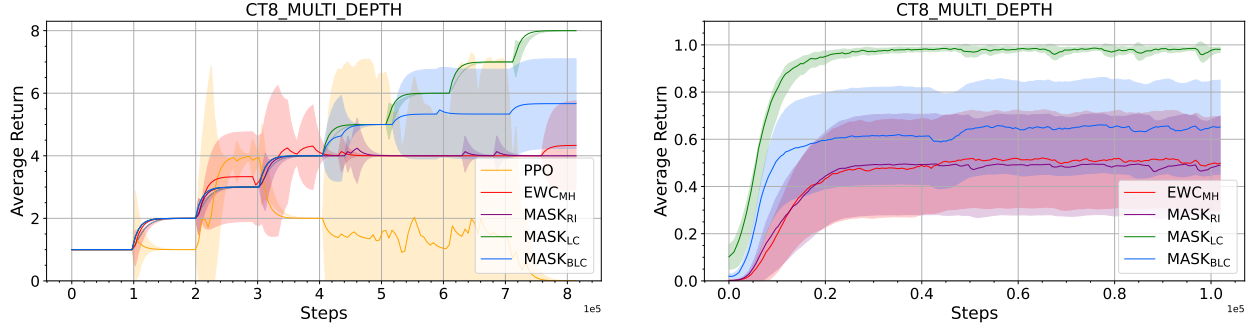 CT8_MULTI_DEPTH
Average Return
8
6
4
2
0
PPO
EWC_MH
MASK_RI
MASK_LC
MASK_BLC
0 1 2 3 4 5 6 7 8
1e5
Steps
CT8_MULTI_DEPTH
Average Return
1.0
0.8
0.6
0.4
0.2
0.0
EWC_MH
MASK_RI
MASK_LC
MASK_BLC
0.0 0.2 0.4 0.6 0.8 1.0
1e5
Steps